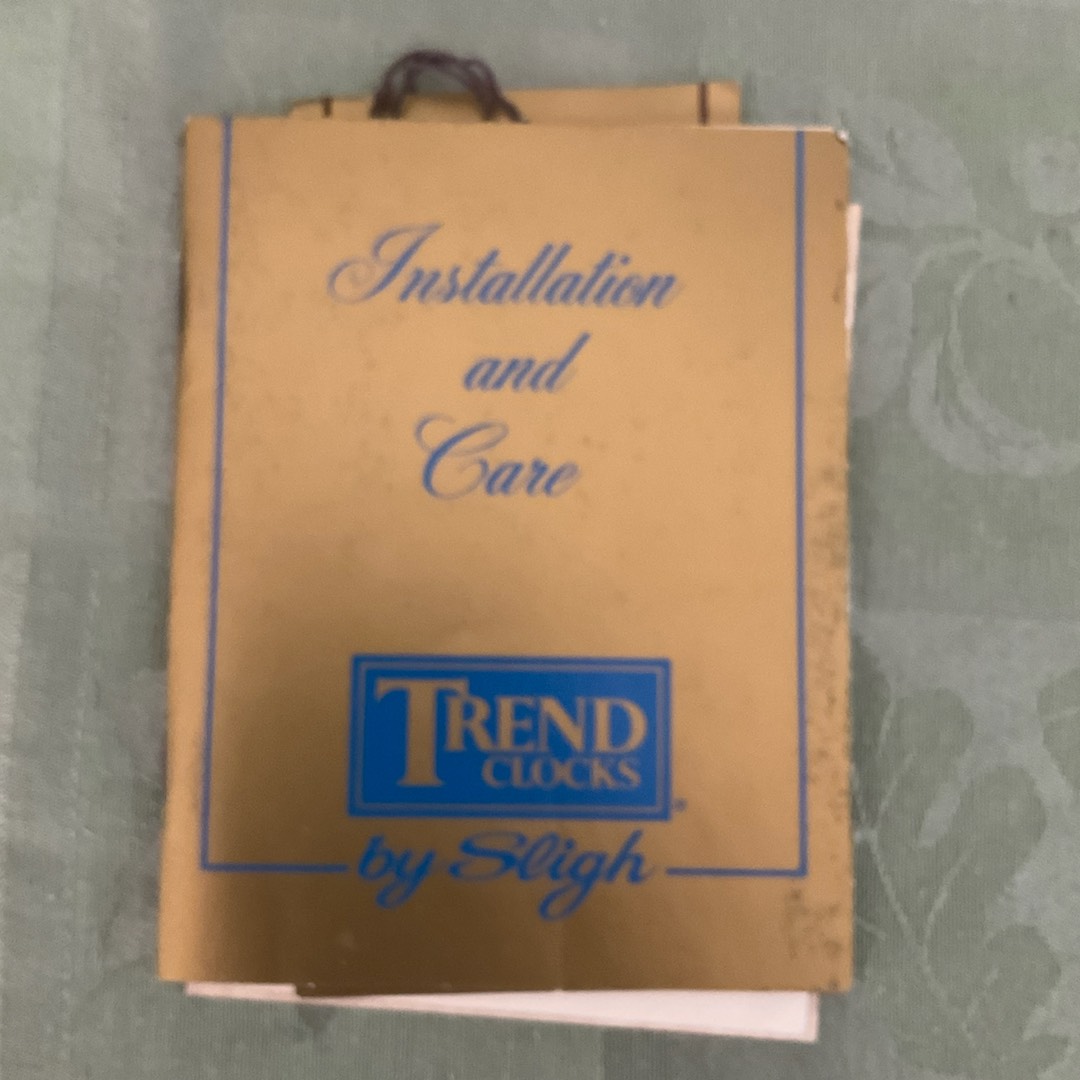 Installation
and
Care
TREND
CLOCKS
by Sligh